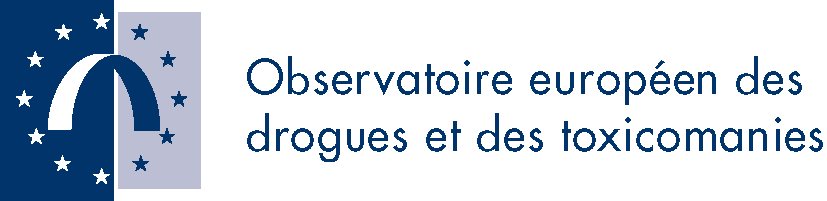 Observatoire européen des
drogues et des toxicomanies